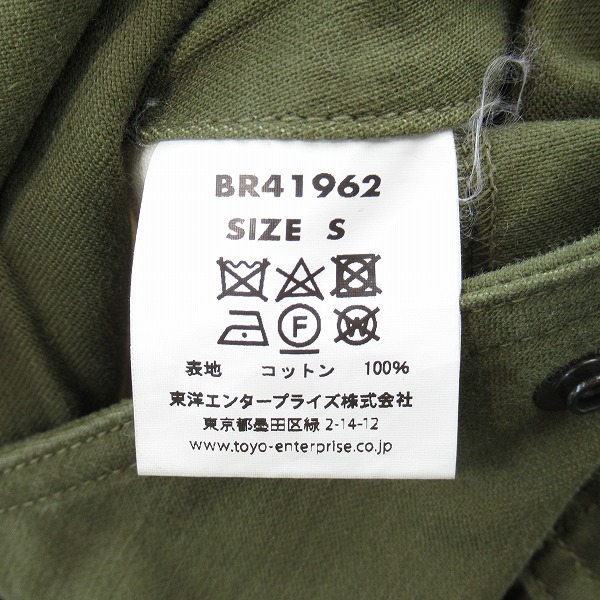 BR41962
SIZE S
F W
表地 コットン 100%
東洋エンタープライズ株式会社
東京都墨田区緑 2-14-12
www.toyo-enterprise.co.jp